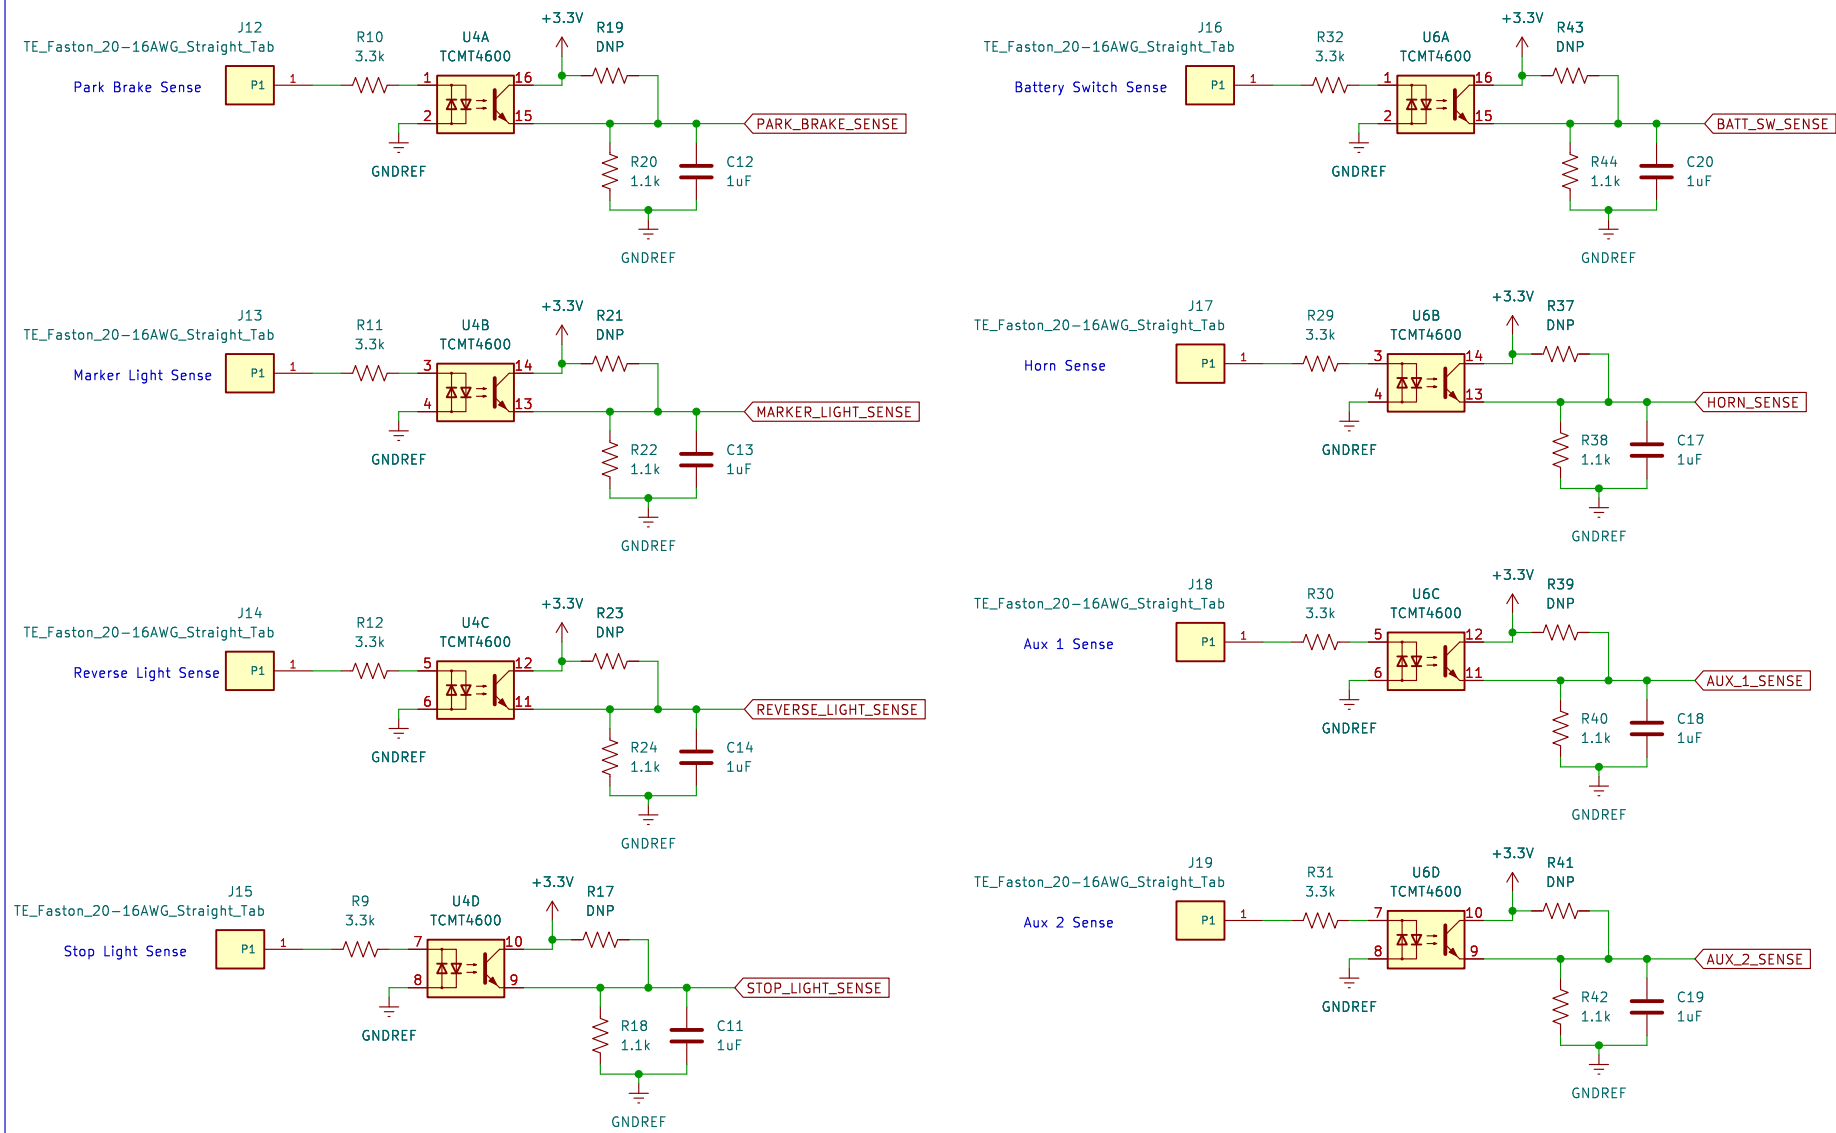 J12
TE_Faston_20-16AWG_Straight_Tab
Park Brake Sense
P1
1
R10
3.3k
U4A
TCMT4600
1
2
16
15
GNDREF
+3.3V
R19
DNP
PARK_BRAKE_SENSE
R20
1.1k
C12
1uF
GNDREF
J16
TE_Faston_20-16AWG_Straight_Tab
Battery Switch Sense
P1
1
R32
3.3k
U6A
TCMT4600
1
2
16
15
GNDREF
+3.3V
R43
DNP
BATT_SW_SENSE
R44
1.1k
C20
1uF
GNDREF
J13
TE_Faston_20-16AWG_Straight_Tab
Marker Light Sense
P1
1
R11
3.3k
U4B
TCMT4600
3
4
14
13
GNDREF
+3.3V
R21
DNP
MARKER_LIGHT_SENSE
R22
1.1k
C13
1uF
GNDREF
J17
TE_Faston_20-16AWG_Straight_Tab
Horn Sense
P1
1
R29
3.3k
U6B
TCMT4600
3
4
14
13
GNDREF
+3.3V
R37
DNP
HORN_SENSE
R38
1.1k
C17
1uF
GNDREF
J14
TE_Faston_20-16AWG_Straight_Tab
Reverse Light Sense
P1
1
R12
3.3k
U4C
TCMT4600
5
6
12
11
GNDREF
+3.3V
R23
DNP
REVERSE_LIGHT_SENSE
R24
1.1k
C14
1uF
GNDREF
J18
TE_Faston_20-16AWG_Straight_Tab
Aux 1 Sense
P1
1
R30
3.3k
U6C
TCMT4600
5
6
12
11
GNDREF
+3.3V
R39
DNP
AUX_1_SENSE
R40
1.1k
C18
1uF
GNDREF
J15
TE_Faston_20-16AWG_Straight_Tab
Stop Light Sense
P1
1
R9
3.3k
U4D
TCMT4600
7
8
10
9
GNDREF
+3.3V
R17
DNP
STOP_LIGHT_SENSE
R18
1.1k
C11
1uF
GNDREF
J19
TE_Faston_20-16AWG_Straight_Tab
Aux 2 Sense
P1
1
R31
3.3k
U6D
TCMT4600
7
8
10
9
GNDREF
+3.3V
R41
DNP
AUX_2_SENSE
R42
1.1k
C19
1uF
GNDREF